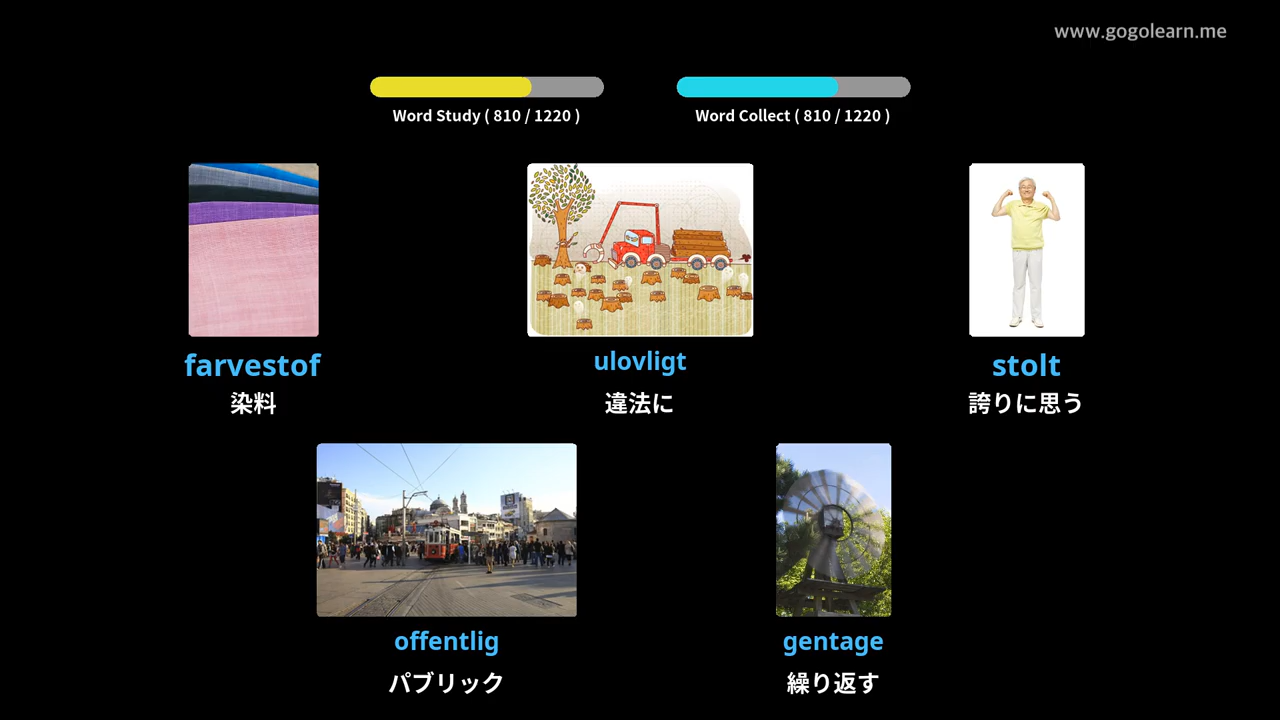 www.gogolearn.me
Word Study ( 810 / 1220 )
Word Collect ( 810 / 1220 )
farvestof
染料
ulovligt
違法に
stolt
誇りに思う
offentlig
パブリック
gentage
繰り返す